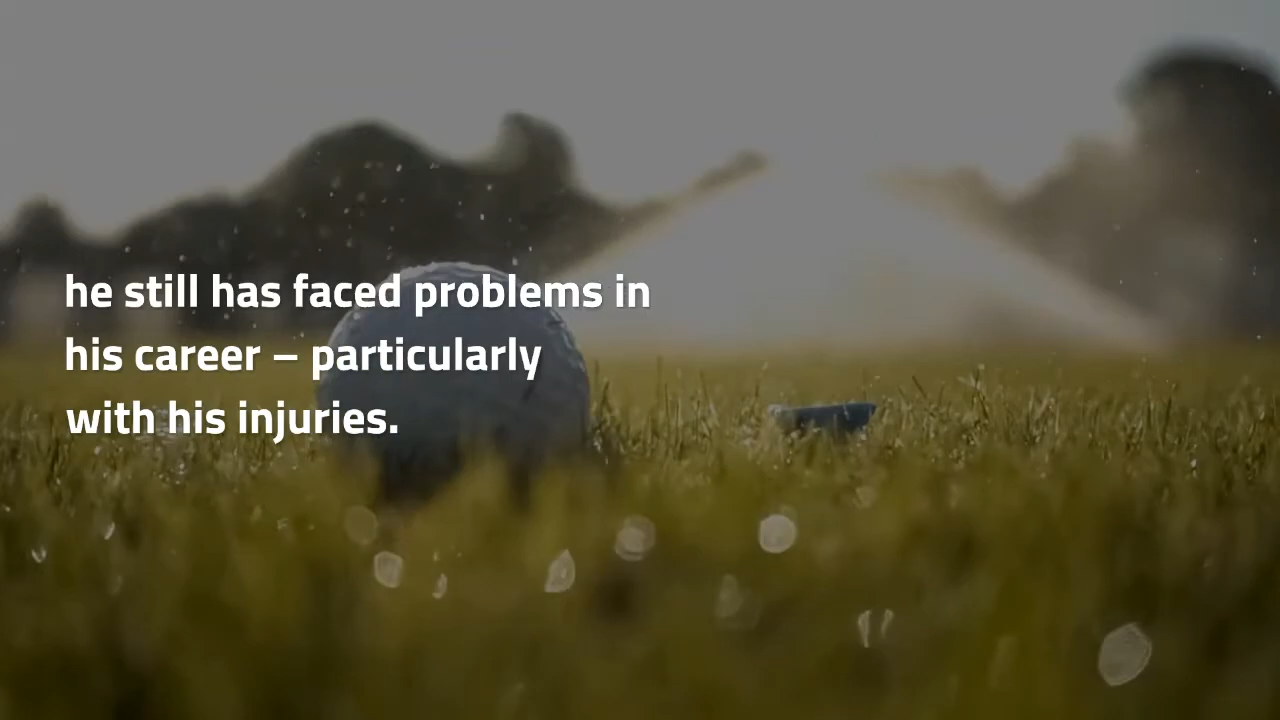 he still has faced problems in
his career – particularly
with his injuries.